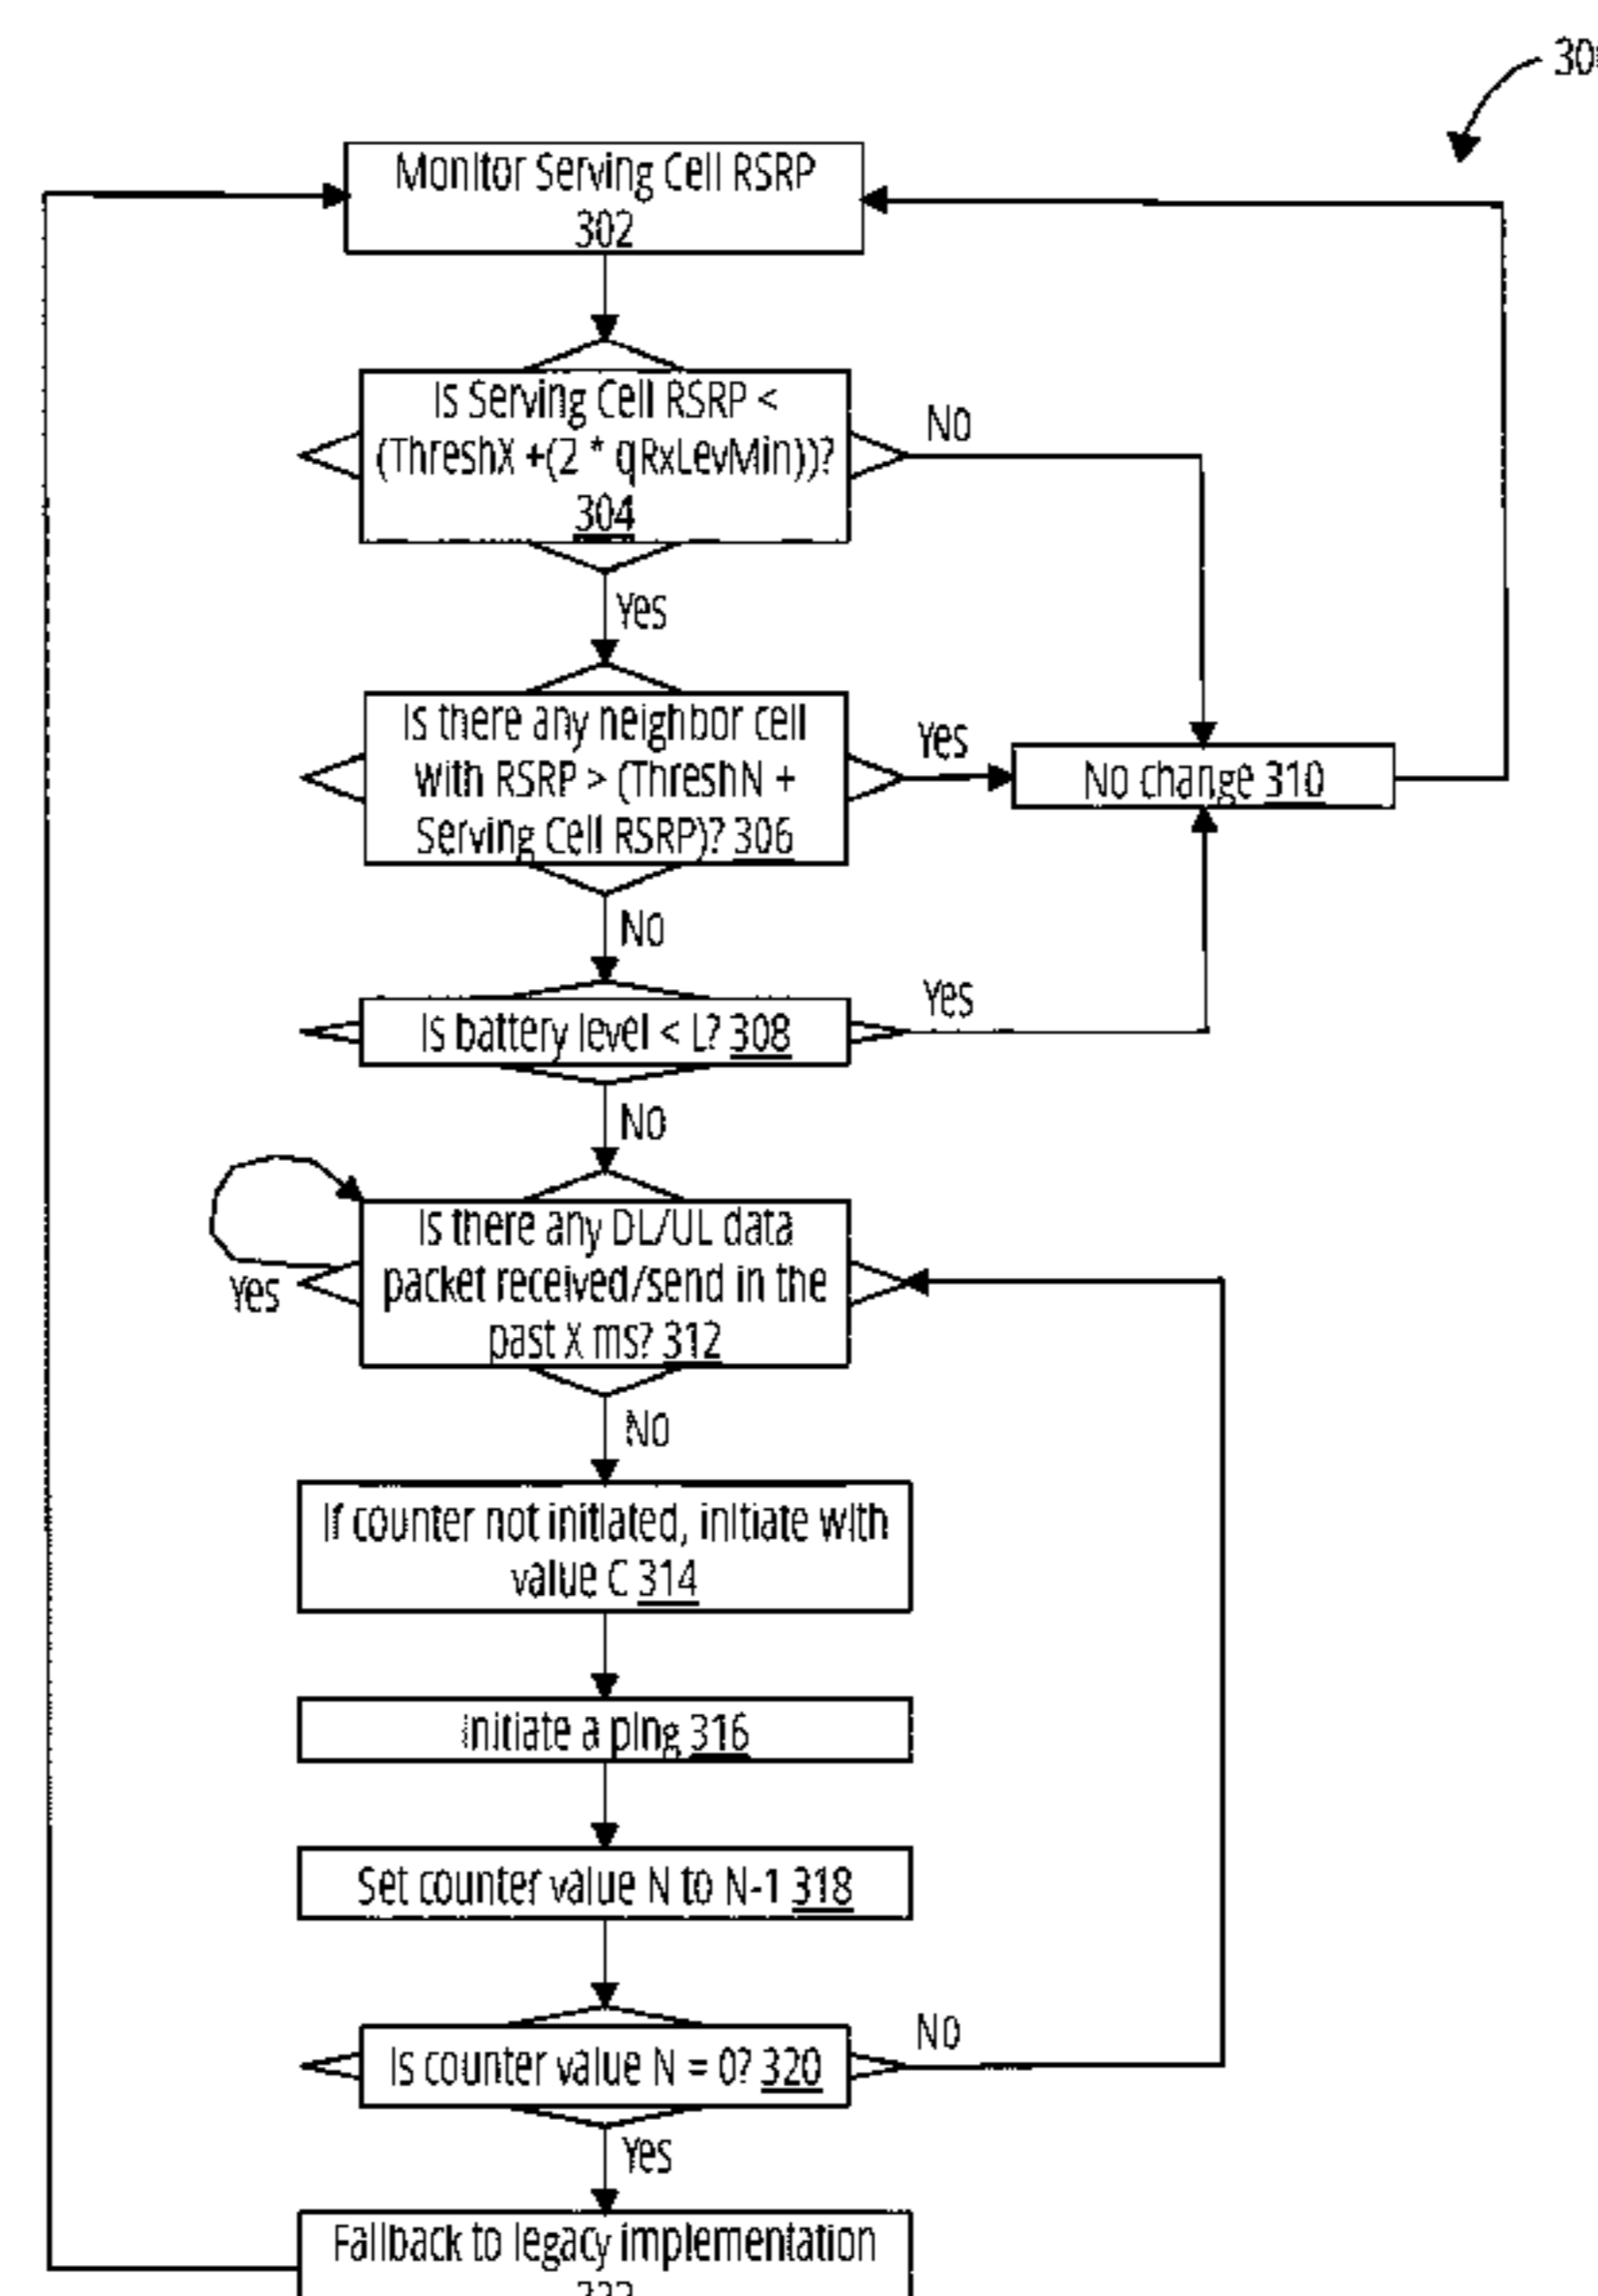 Monitor Serving Cell RSRP
302
Is Serving Cell RSRP <
(ThreshX +(2 * qRxLevMin))?
304
No
Yes
Is there any neighbor cell
with RSRP > (ThreshN +
Serving Cell RSRP)? 306
Yes
No change 310
No
Is battery level < L? 308
Yes
No
Is there any DL/UL data
packet received/send in the
past X ms? 312
Yes
No
If counter not initiated, initiate with
value C 314
Initiate a ping 316
Set counter value N to N-1 318
Is counter value N = 0? 320
No
Yes
Fallback to legacy implementation